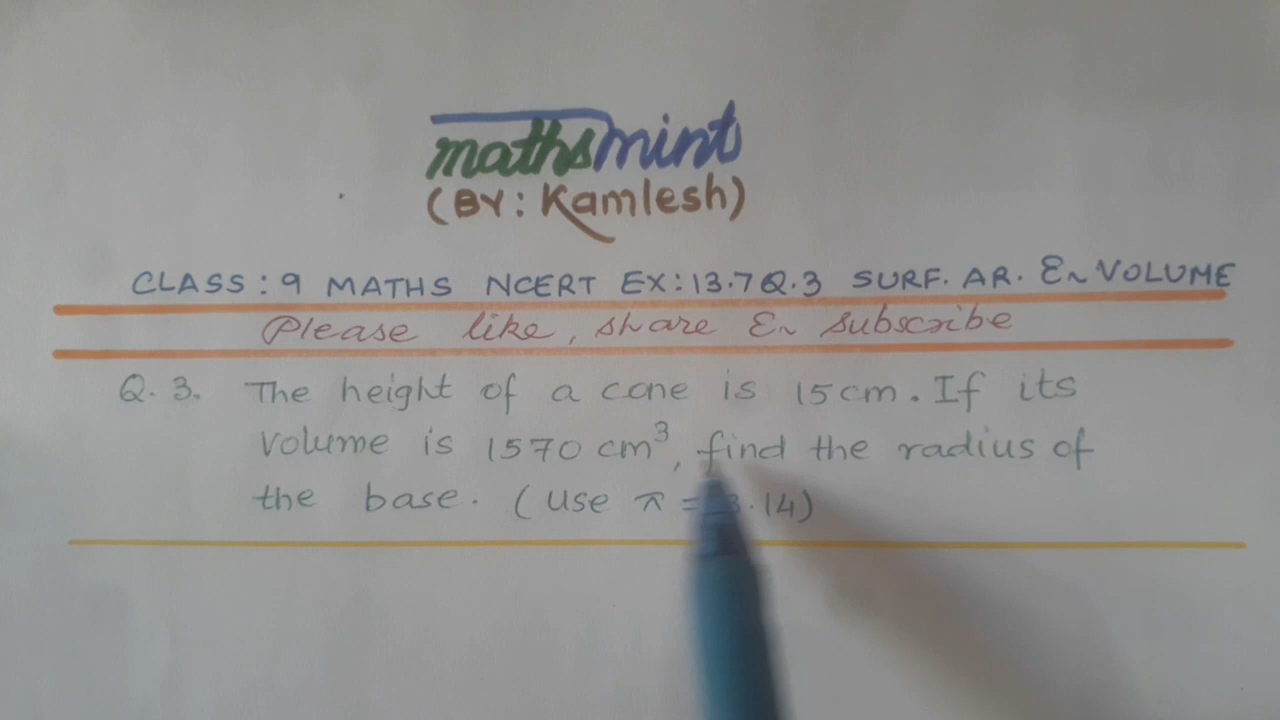 mathsmint
(BY: Kamlesh)
CLASS: 9 MATHS NCERT EX: 13.7 Q.3 SURF. AR. & VOLUME
Please like, share & subscribe
Q. 3. The height of a cone is 15 cm. If its
volume is 1570 cm³, find the radius of
the base. (Use π = 3.14)